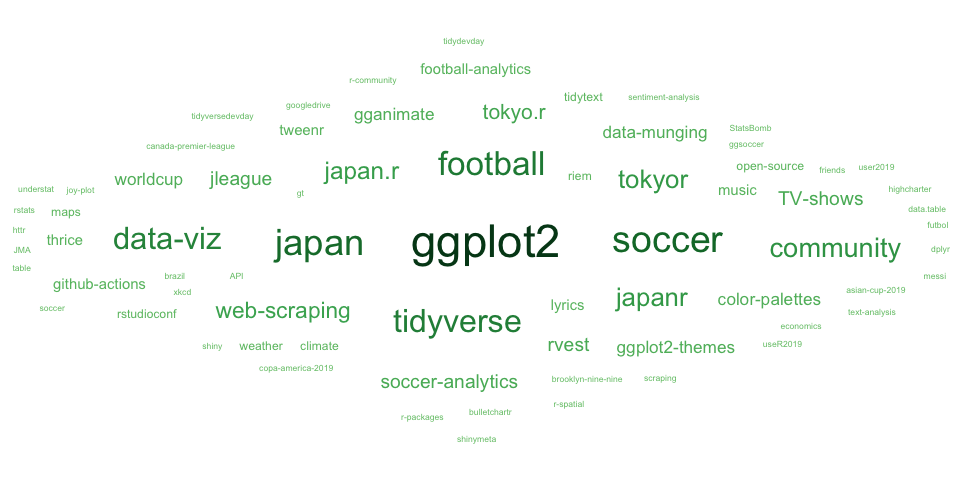 tidydevday
football-analytics
r-community
tidytext
sentiment-analysis
googledrive
gganimate
tokyo.r
tidyversedevday
tweenr
data-munging
StatsBomb
canada-premier-league
ggsoccer
football
japan.r
open-source
friends
user2019
worldcup
jleague
riem
tokyor
understat
joy-plot
gt
music
TV-shows
highcharter
rstats
maps
data.table
futbol
httr
thrice
data-viz
japan
ggplot2
soccer
community
JMA
dplyr
table
brazil
API
messi
github-actions
xkcd
asian-cup-2019
soccer
rstudioconf
web-scraping
tidyverse
lyrics
japanr
color-palettes
text-analysis
economics
shiny
weather
climate
rvest
ggplot2-themes
useR2019
copa-america-2019
soccer-analytics
brooklyn-nine-nine
scraping
r-packages
bulletchartr
r-spatial
shinymeta